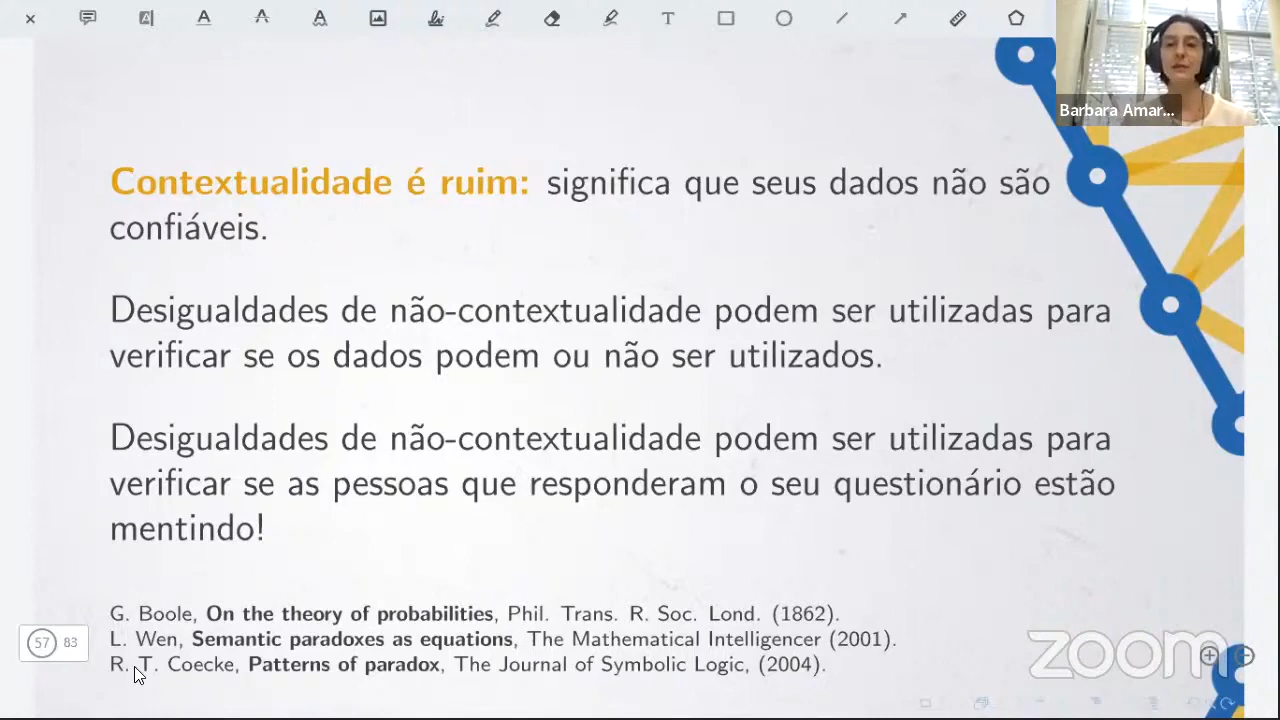 Barbara Amar...
Contextualidade é ruim: significa que seus dados não são
confiáveis.
Desigualdades de não-contextualidade podem ser utilizadas para
verificar se os dados podem ou não ser utilizados.
Desigualdades de não-contextualidade podem ser utilizadas para
verificar se as pessoas que responderam o seu questionário estão
mentindo!
G. Boole, On the theory of probabilities, Phil. Trans. R. Soc. Lond. (1862).
L. Wen, Semantic paradoxes as equations, The Mathematical Intelligencer (2001).
R. T. Coecke, Patterns of paradox, The Journal of Symbolic Logic, (2004).
57 83
zoom